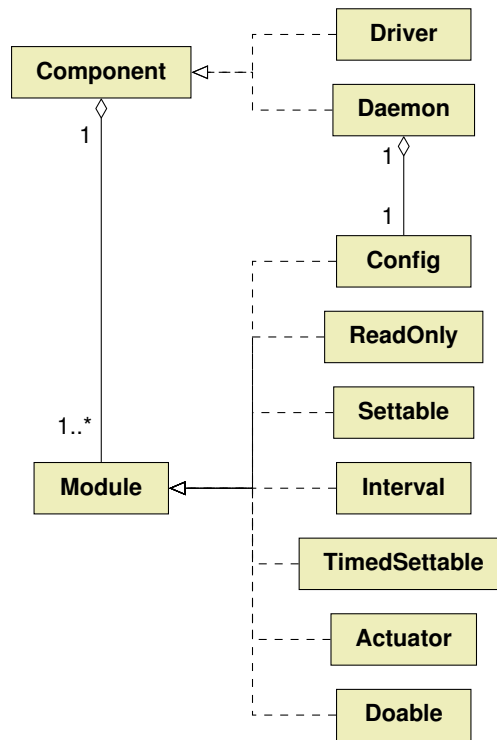 Driver
Component
Daemon
1
1
1
Config
ReadOnly
Settable
1..*
Module
Interval
TimedSettable
Actuator
Doable